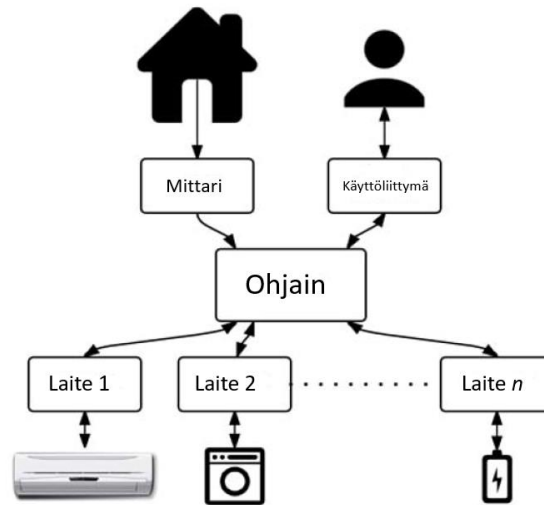 Mittari
Käyttöliittymä
Ohjain
Laite 1
Laite 2
Laite n